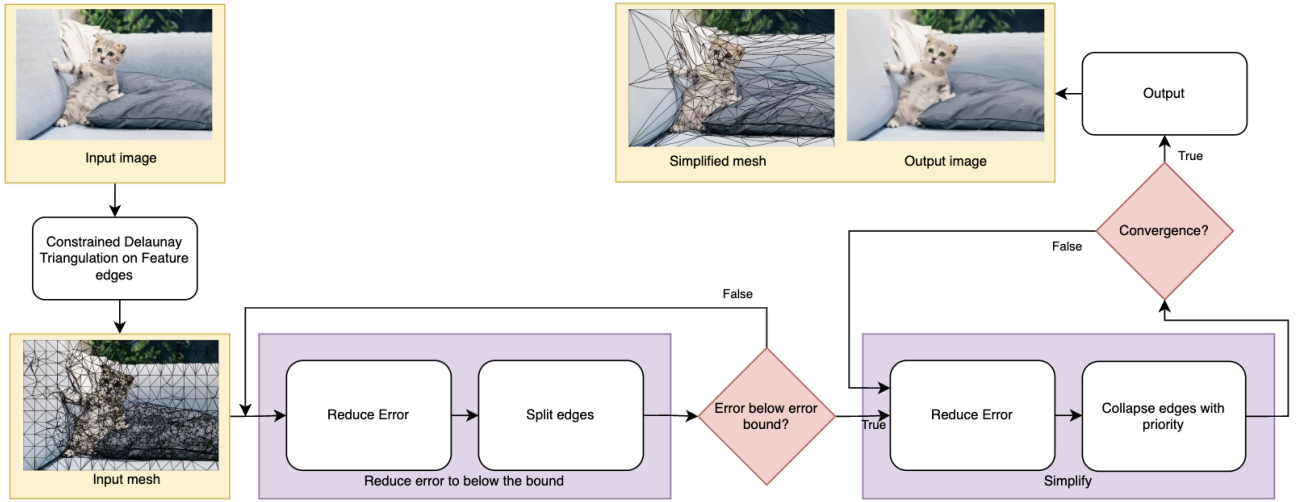 Input image
Constrained Delaunay
Triangulation on Feature
edges
Input mesh
Reduce Error
Split edges
Reduce error to below the bound
False
Error below error
bound?
True
Reduce Error
Collapse edges with
priority
Simplify
False
Convergence?
True
Output
Simplified mesh
Output image